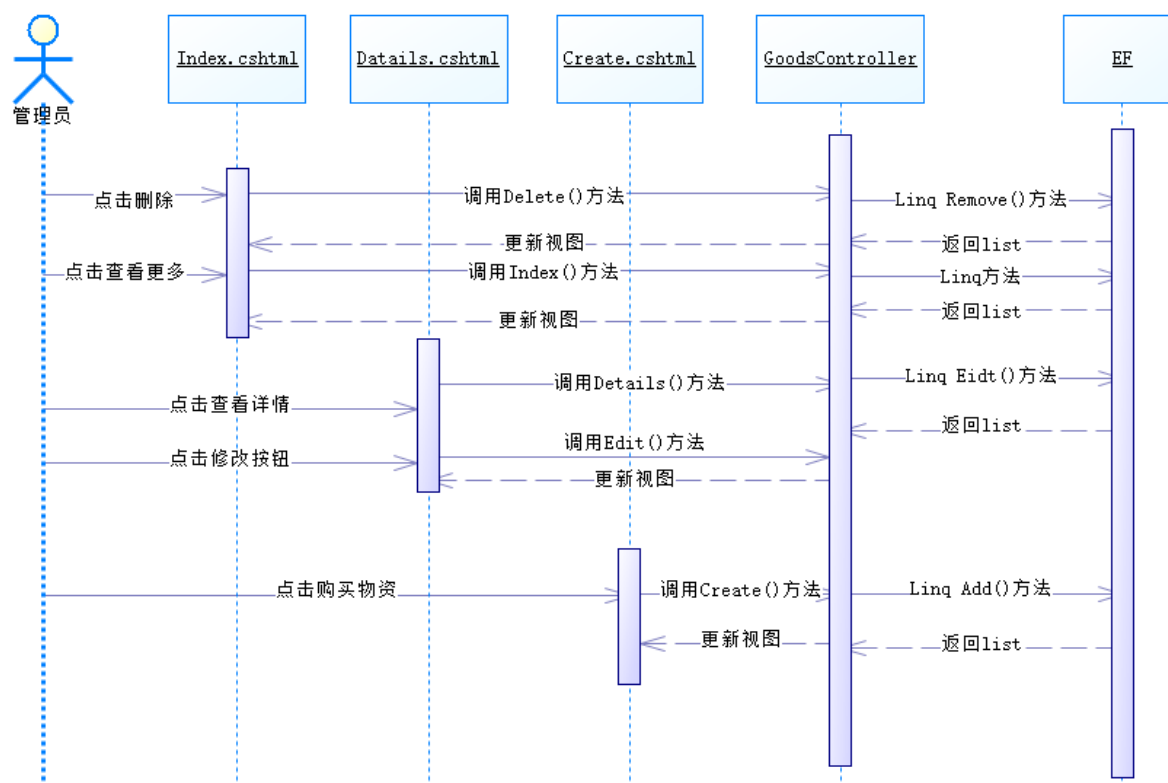 Index.cshtml
Datails.cshtml
Create.cshtml
GoodsController
EF
管理员
点击删除
调用Delete()方法
Linq Remove()方法
更新视图
返回list
点击查看更多
调用Index()方法
Linq方法
更新视图
返回list
调用Details()方法
Linq Eidt()方法
点击查看详情
返回list
点击修改按钮
调用Edit()方法
更新视图
点击购买物资
调用Create()方法
Linq Add()方法
更新视图
返回list